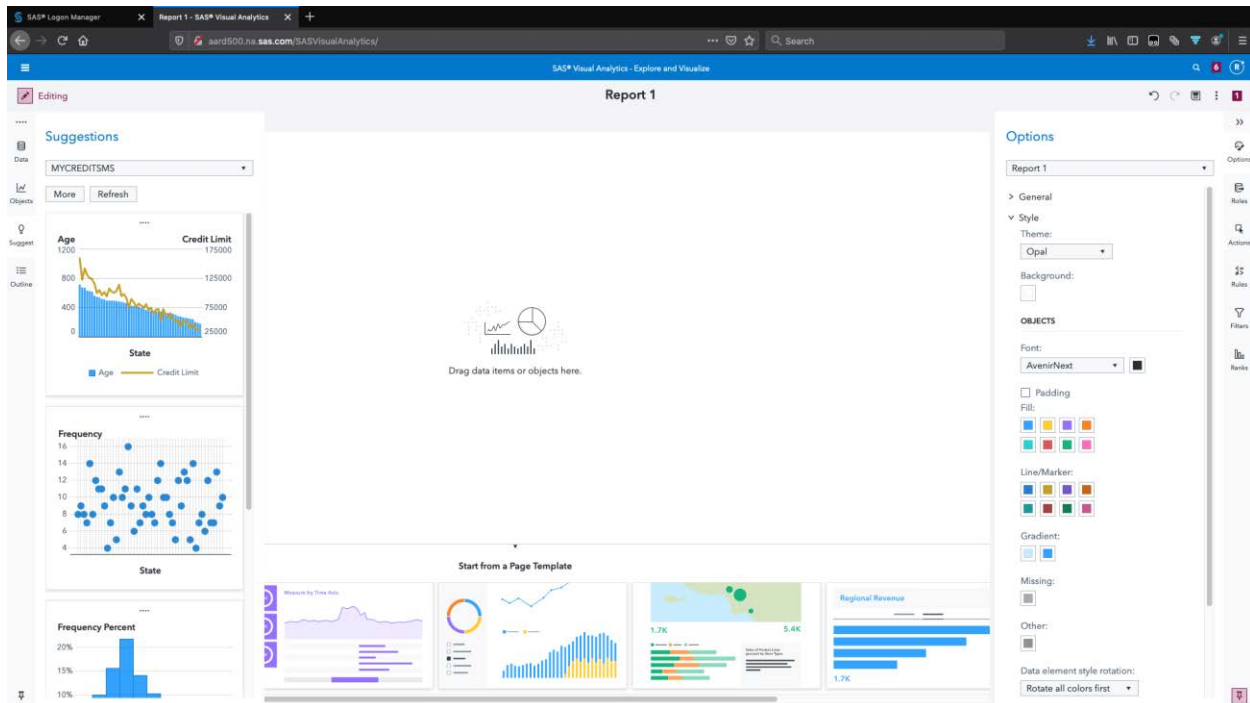 SAS® Logon Manager
Report 1 - SAS® Visual Analytics
aard500.na.sas.com/SASVisualAnalytics/
Search
SAS® Visual Analytics - Explore and Visualize
6
R
Editing
Report 1
1
Data
Objects
Suggest
Outline
Suggestions
MYCREDITSMS
More Refresh
Age Credit Limit
1200 175000
800 125000
400 75000
0 25000
State
Age Credit Limit
Frequency
16
14
12
10
8
6
4
State
Frequency Percent
20%
15%
10%
Drag data items or objects here.
Start from a Page Template
Measure by Time Axis
1.7K 5.4K
Regional Revenue
1.7K
Options
Report 1
General
Style
Theme:
Opal
Background:
OBJECTS
Font:
AvenirNext
Padding
Fill:
Line/Marker:
Gradient:
Missing:
Other:
Data element style rotation:
Rotate all colors first
Options
Roles
Actions
Rules
Filters
Ranks